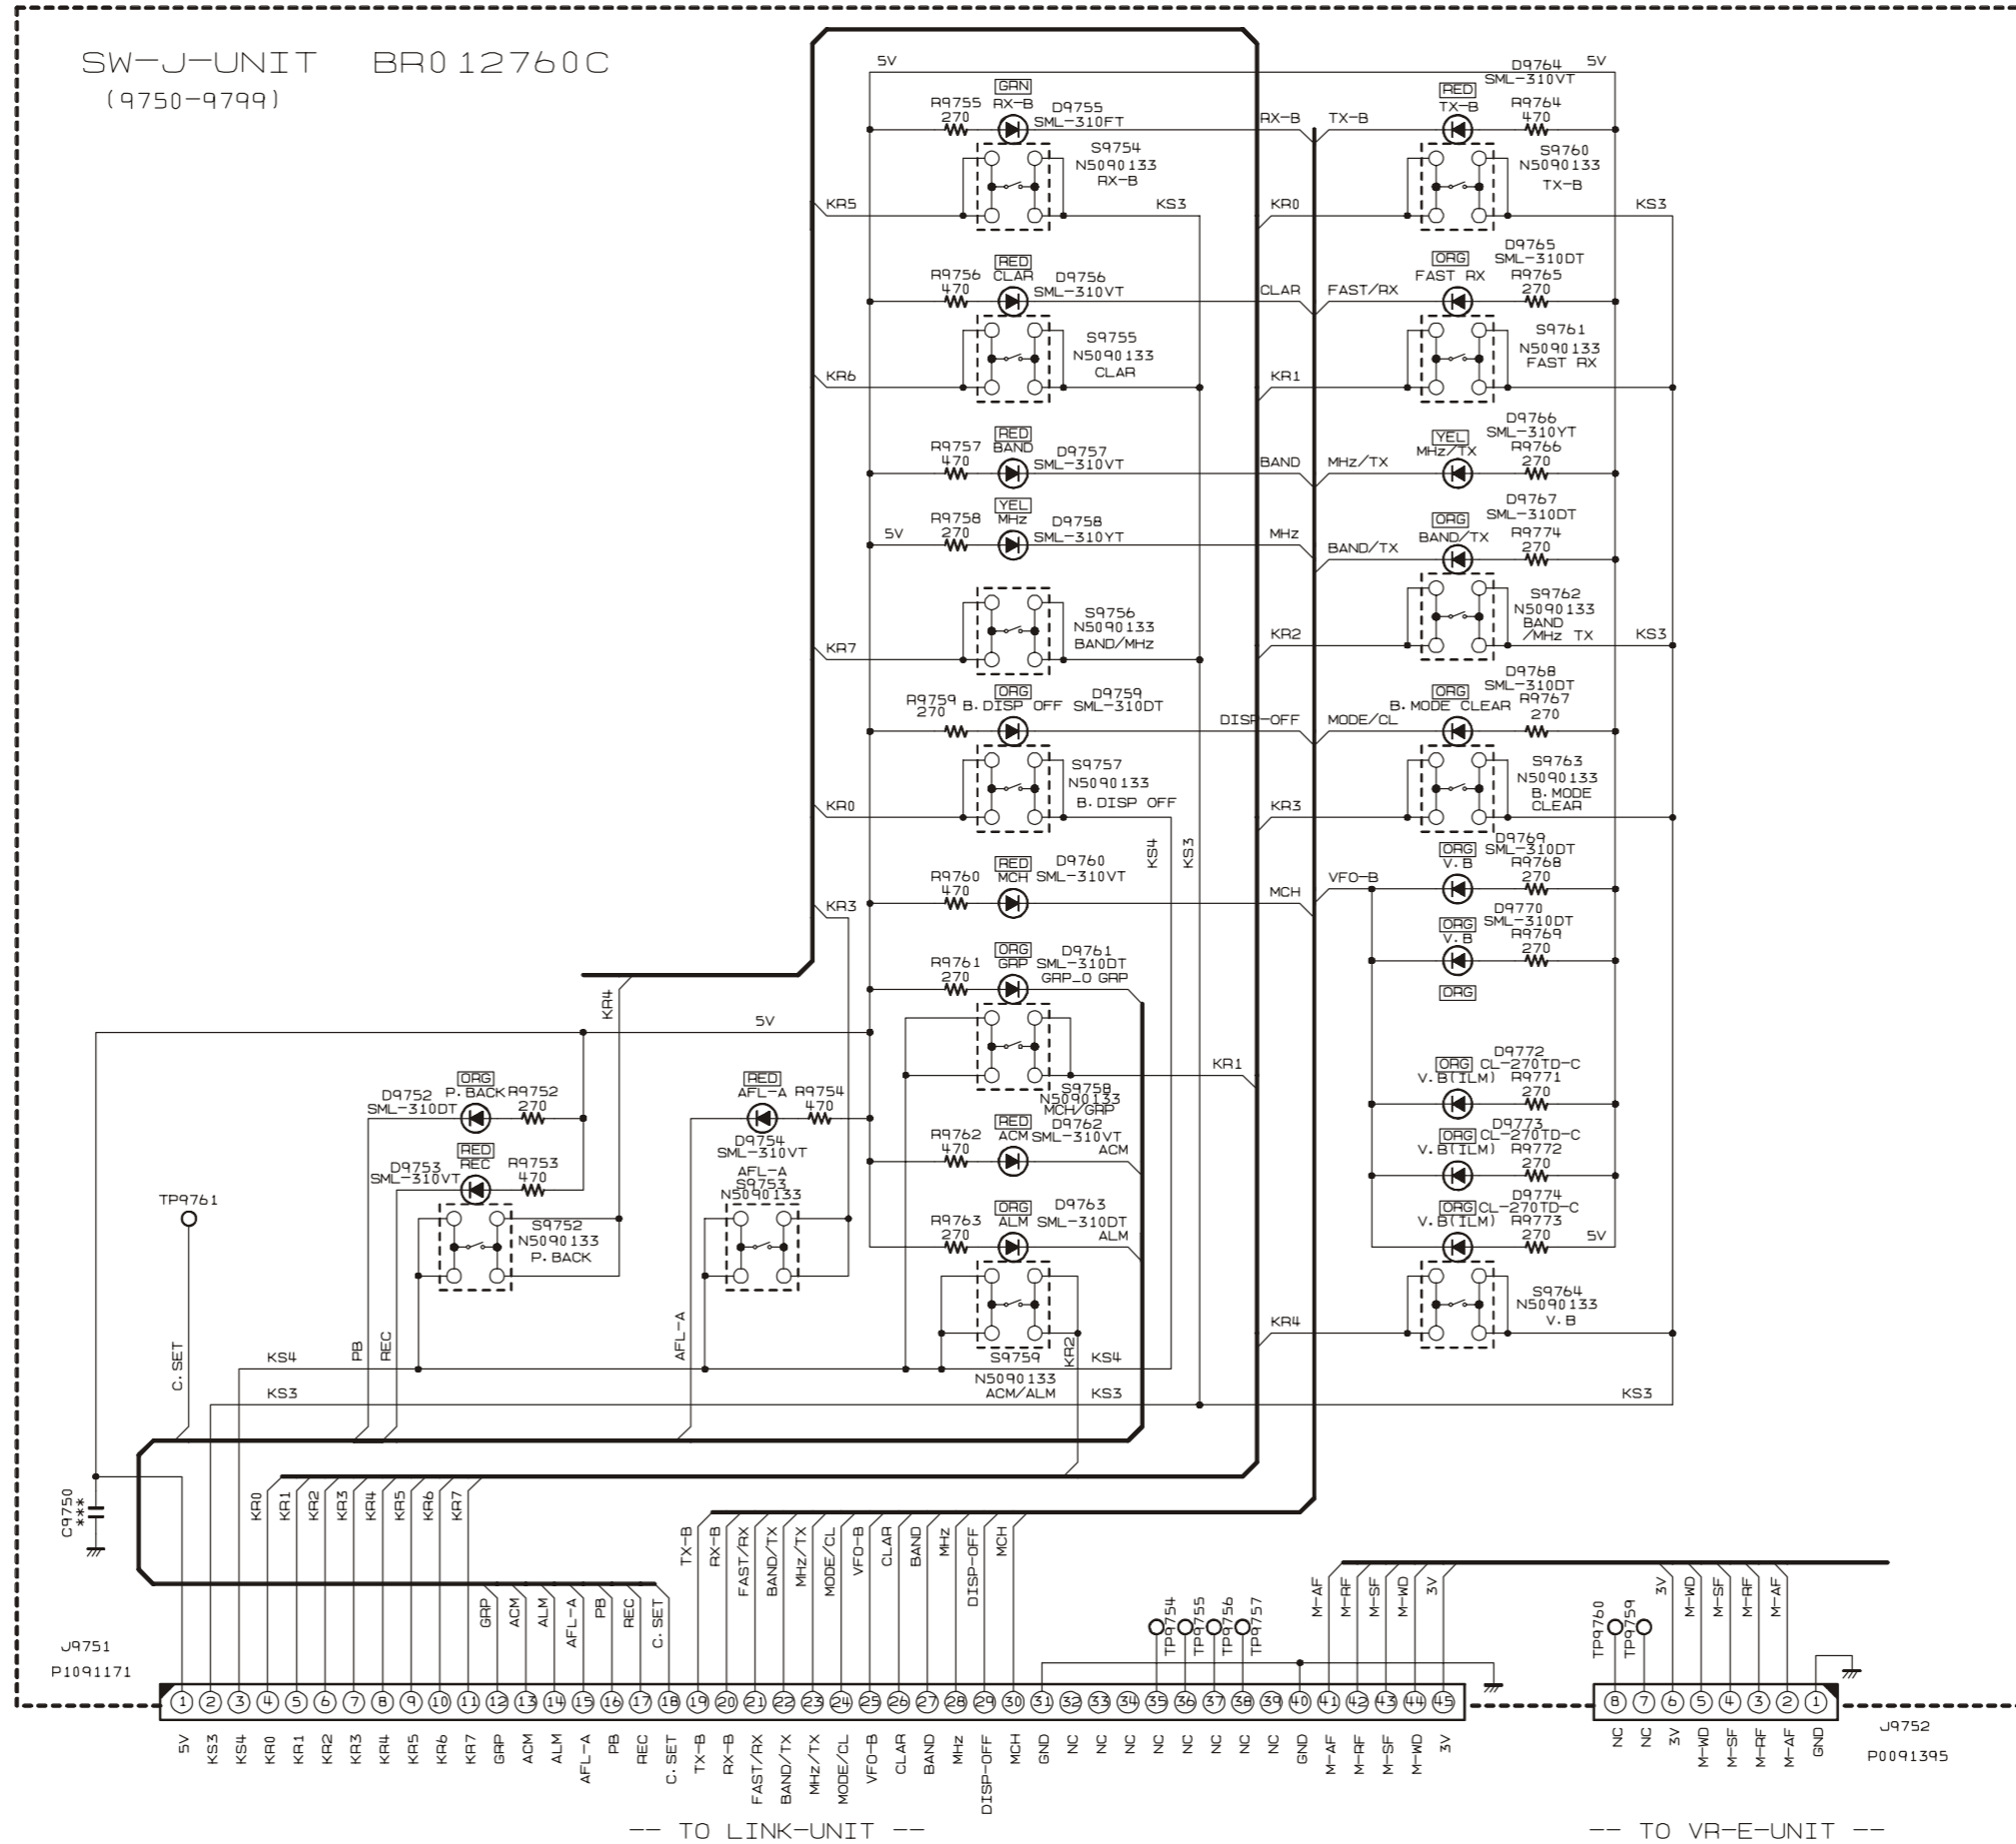 SW-J-UNIT BR012760C
(9750-9799)
5V
GRN
RX-B
R9755
270
D9755
SML-310FT
RX-B
S9754
N5090133
RX-B
KR5
KS3
RED
CLAR
R9756
470
D9756
SML-310VT
CLAR
S9755
N5090133
CLAR
KR6
RED
BAND
R9757
470
D9757
SML-310VT
BAND
YEL
MHz
R9758
270
D9758
SML-310YT
5V
MHz
S9756
N5090133
BAND/MHz
KR7
ORG
B.DISP OFF
R9759
270
D9759
SML-310DT
DISP-OFF
S9757
N5090133
B.DISP OFF
KR0
KS4
KS3
RED
MCH
R9760
470
D9760
SML-310VT
MCH
KR3
ORG
GRP
R9761
270
D9761
SML-310DT
GRP_O GRP
KR4
5V
KR1
S9758
N5090133
MCH/GRP
RED
ACM
R9762
470
D9762
SML-310VT
ACM
ORG
ALM
R9763
270
D9763
SML-310DT
ALM
S9759
N5090133
ACM/ALM
KR2
KS4
KS3
D9764 5V
SML-310VT
RED
TX-B
R9764
470
TX-B
S9760
N5090133
TX-B
KR0
KS3
D9765
SML-310DT
ORG
FAST RX
R9765
270
FAST/RX
S9761
N5090133
FAST RX
KR1
D9766
SML-310YT
YEL
MHz/TX
R9766
270
MHz/TX
D9767
SML-310DT
ORG
BAND/TX
R9774
270
BAND/TX
S9762
N5090133
BAND
/MHz TX
KR2
KS3
D9768
SML-310DT
ORG
B.MODE CLEAR
R9767
270
MODE/CL
S9763
N5090133
B.MODE
CLEAR
KR3
D9769
SML-310DT
ORG
V.B
R9768
270
VFO-B
D9770
SML-310DT
ORG
V.B
R9769
270
ORG
D9772
ORG CL-270TD-C
V.B(ILM) R9771
270
D9773
ORG CL-270TD-C
V.B(ILM) R9772
270
D9774
ORG CL-270TD-C
V.B(ILM) R9773
270
5V
S9764
N5090133
V.B
KR4
KS3
ORG
P.BACK
D9752
SML-310DT
R9752
270
RED
REC
D9753
SML-310VT
R9753
470
S9752
N5090133
P.BACK
RED
AFL-A
R9754
470
D9754
SML-310VT
AFL-A
S9753
N5090133
TP9761
C.SET
PB
REC
AFL-A
KS4
KS3
C9750
***
KR0
KR1
KR2
KR3
KR4
KR5
KR6
KR7
GRP
ACM
ALM
AFL-A
PB
REC
C.SET
TX-B
RX-B
FAST/RX
BAND/TX
MHz/TX
MODE/CL
VFO-B
CLAR
BAND
MHz
DISP-OFF
MCH
TP9754
TP9755
TP9756
TP9757
M-AF
M-RF
M-SF
M-WD
3V
TP9760
TP9759
3V
M-WD
M-SF
M-RF
M-AF
J9751
P1091171
1 2 3 4 5 6 7 8 9 10 11 12 13 14 15 16 17 18 19 20 21 22 23 24 25 26 27 28 29 30 31 32 33 34 35 36 37 38 39 40 41 42 43 44 45
8 7 6 5 4 3 2 1
5V
KS3
KS4
KR0
KR1
KR2
KR3
KR4
KR5
KR6
KR7
GRP
ACM
ALM
AFL-A
PB
REC
C.SET
TX-B
RX-B
FAST/RX
BAND/TX
MHz/TX
MODE/CL
VFO-B
CLAR
BAND
MHz
DISP-OFF
MCH
GND
NC
NC
NC
NC
NC
NC
NC
NC
GND
M-AF
M-RF
M-SF
M-WD
3V
NC
NC
3V
M-WD
M-SF
M-RF
M-AF
GND
J9752
P0091395
-- TO LINK-UNIT --
-- TO VR-E-UNIT --